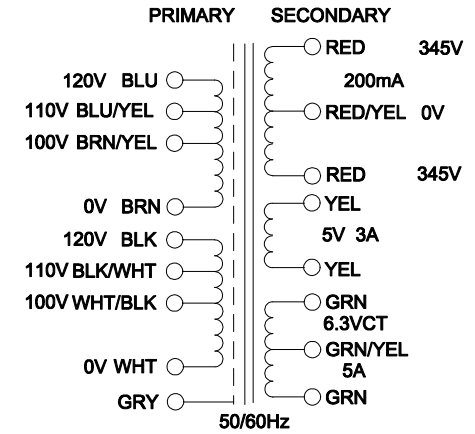 PRIMARY SECONDARY
RED 345V
120V BLU
200mA
110V BLU/YEL
RED/YEL 0V
100V BRN/YEL
RED 345V
0V BRN
YEL
120V BLK
5V 3A
110V BLK/WHT
YEL
100V WHT/BLK
GRN
6.3VCT
GRN/YEL
0V WHT
5A
GRY
GRN
50/60Hz